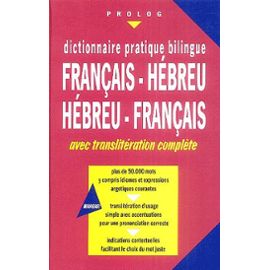 PROLOG
dictionnaire pratique bilingue
FRANÇAIS - HÉBREU
HÉBREU - FRANÇAIS
avec translitération complète
plus de 50.000 mots
y compris idiomes et expressions
argotiques courantes
NOUVEAU
translitération d'usage
simple avec accentuations
pour une prononciation correcte
indications contextuelles
facilitant le choix du mot juste